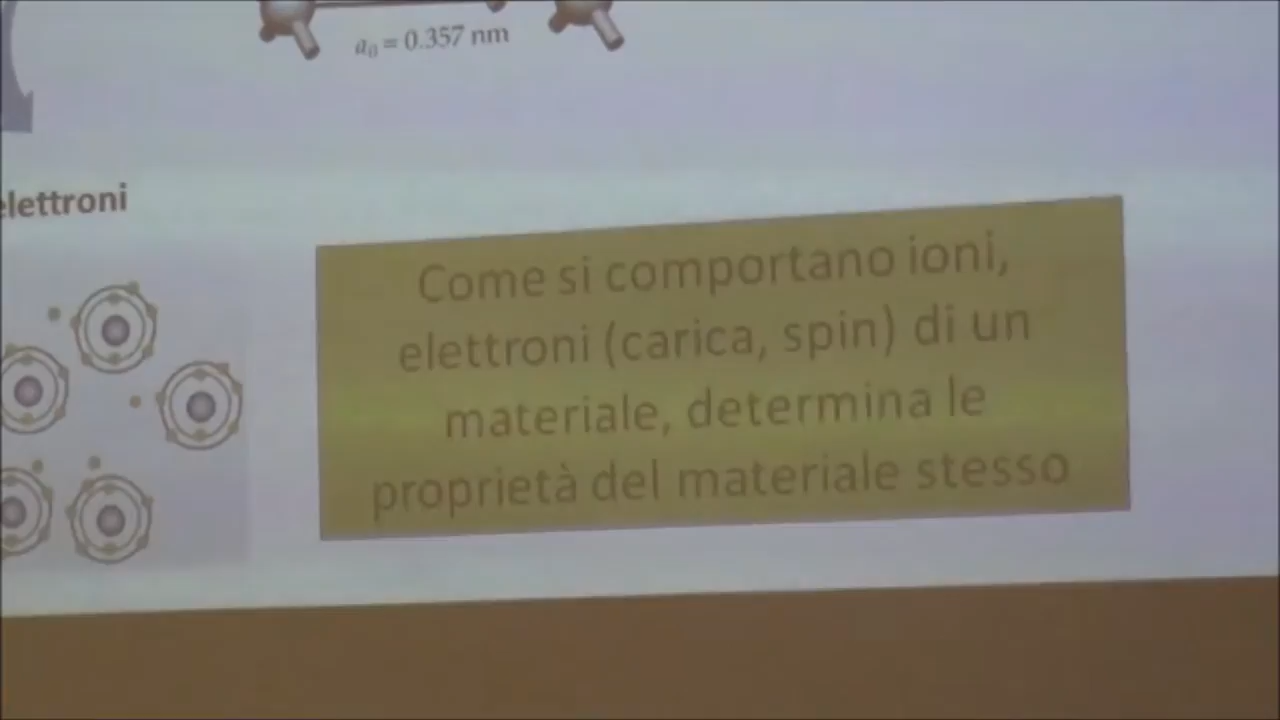 a₀ = 0.357 nm
elettroni
Come si comportano ioni,
elettroni (carica, spin) di un
materiale, determina le
proprietà del materiale stesso